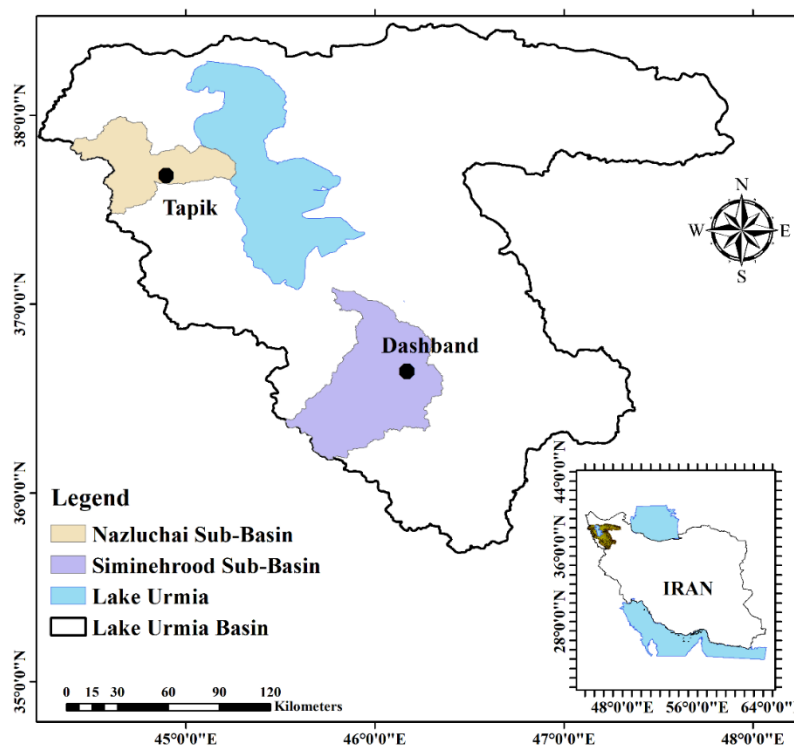 38°0'0"N
37°0'0"N
36°0'0"N
35°0'0"N
Tapik
Dashband
N
W
E
S
Legend
Nazluchai Sub-Basin
Siminehrood Sub-Basin
Lake Urmia
Lake Urmia Basin
0 15 30 60 90 120
Kilometers
44°0'0"N
36°0'0"N
28°0'0"N
IRAN
48°0'0"E 56°0'0"E 64°0'0"E
45°0'0"E 46°0'0"E 47°0'0"E 48°0'0"E